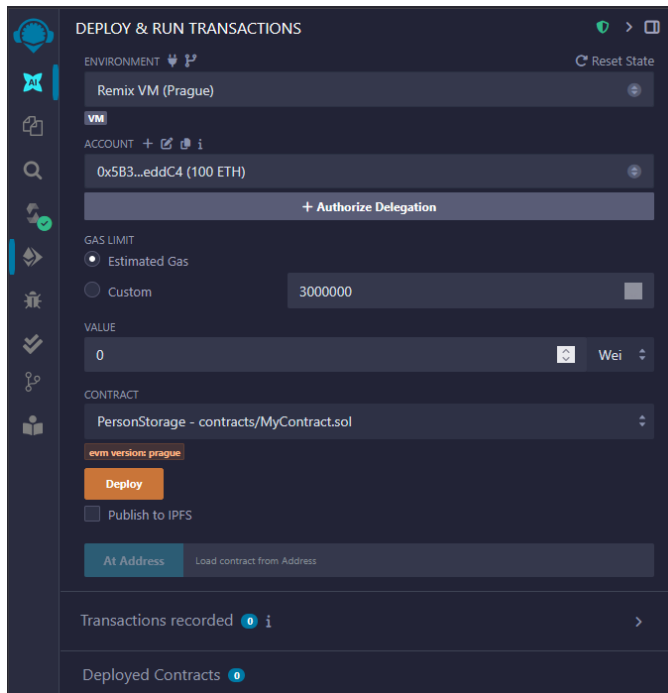 DEPLOY & RUN TRANSACTIONS
ENVIRONMENT
Reset State
Remix VM (Prague)
VM
ACCOUNT
0x5B3...eddC4 (100 ETH)
+ Authorize Delegation
GAS LIMIT
Estimated Gas
Custom 3000000
VALUE
0 Wei
CONTRACT
PersonStorage - contracts/MyContract.sol
evm version: prague
Deploy
Publish to IPFS
At Address Load contract from Address
Transactions recorded 0 i
Deployed Contracts 0
AI